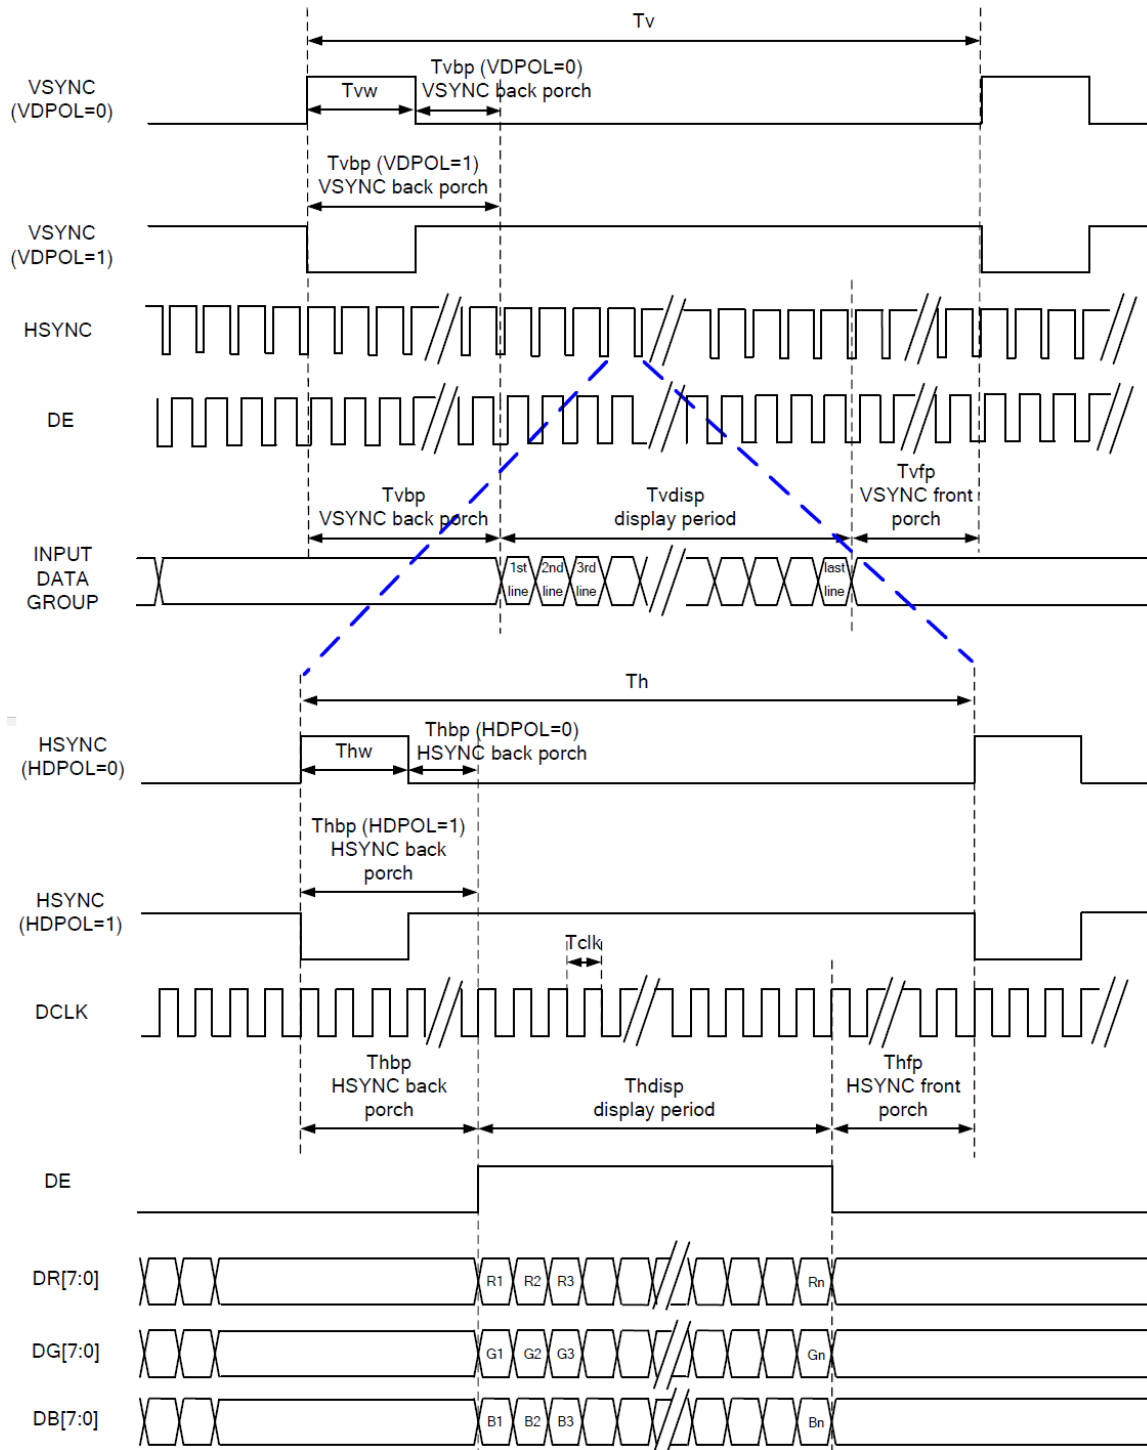 Tv
VSYNC
(VDPOL=0)
Tvw
Tvbp (VDPOL=0)
VSYNC back porch
Tvbp (VDPOL=1)
VSYNC back porch
VSYNC
(VDPOL=1)
HSYNC
DE
Tvbp
VSYNC back porch
Tvdisp
display period
Tvfp
VSYNC front
porch
INPUT
DATA
GROUP
1st
line
2nd
line
3rd
line
last
line
Th
HSYNC
(HDPOL=0)
Thw
Thbp (HDPOL=0)
HSYNC back porch
Thbp (HDPOL=1)
HSYNC back
porch
HSYNC
(HDPOL=1)
Tclk
DCLK
Thbp
HSYNC back
porch
Thdisp
display period
Thfp
HSYNC front
porch
DE
DR[7:0]
R1 R2 R3 Rn
DG[7:0]
G1 G2 G3 Gn
DB[7:0]
B1 B2 B3 Bn